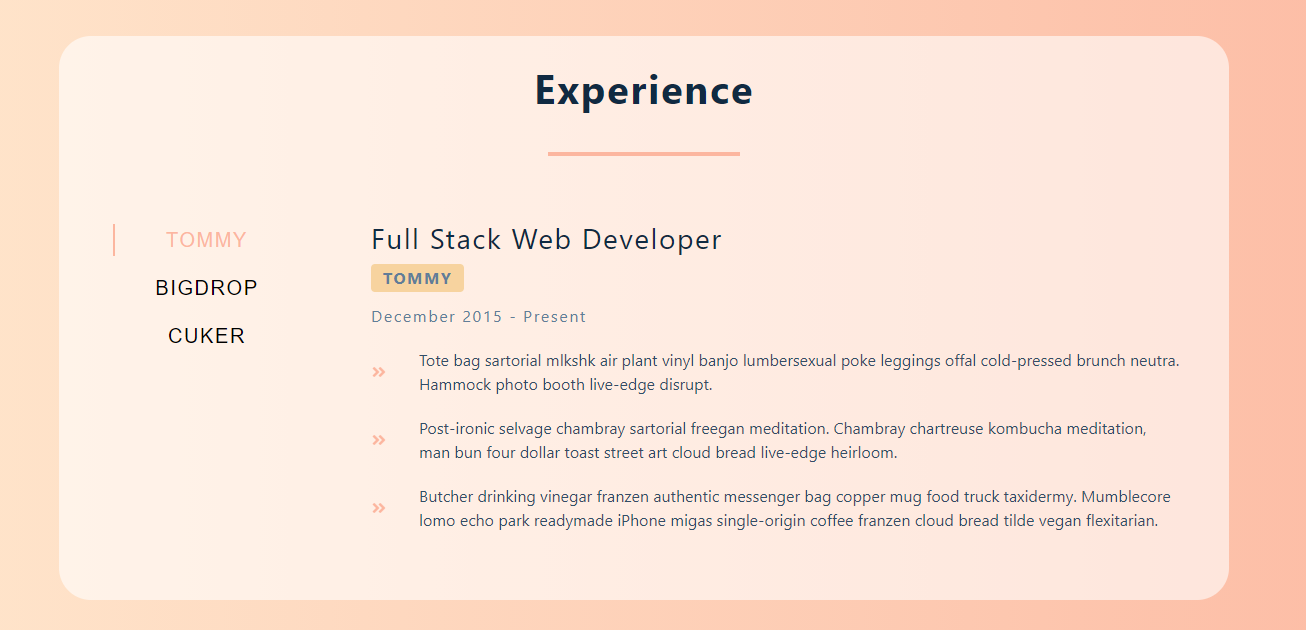 Experience
TOMMY
BIGDROP
CUKER
Full Stack Web Developer
TOMMY
December 2015 - Present
Tote bag sartorial mlkshk air plant vinyl banjo lumbersexual poke leggings offal cold-pressed brunch neutra.
Hammock photo booth live-edge disrupt.
Post-ironic selvage chambray sartorial freegan meditation. Chambray chartreuse kombucha meditation,
man bun four dollar toast street art cloud bread live-edge heirloom.
Butcher drinking vinegar franzen authentic messenger bag copper mug food truck taxidermy. Mumblecore
lomo echo park readymade iPhone migas single-origin coffee franzen cloud bread tilde vegan flexitarian.